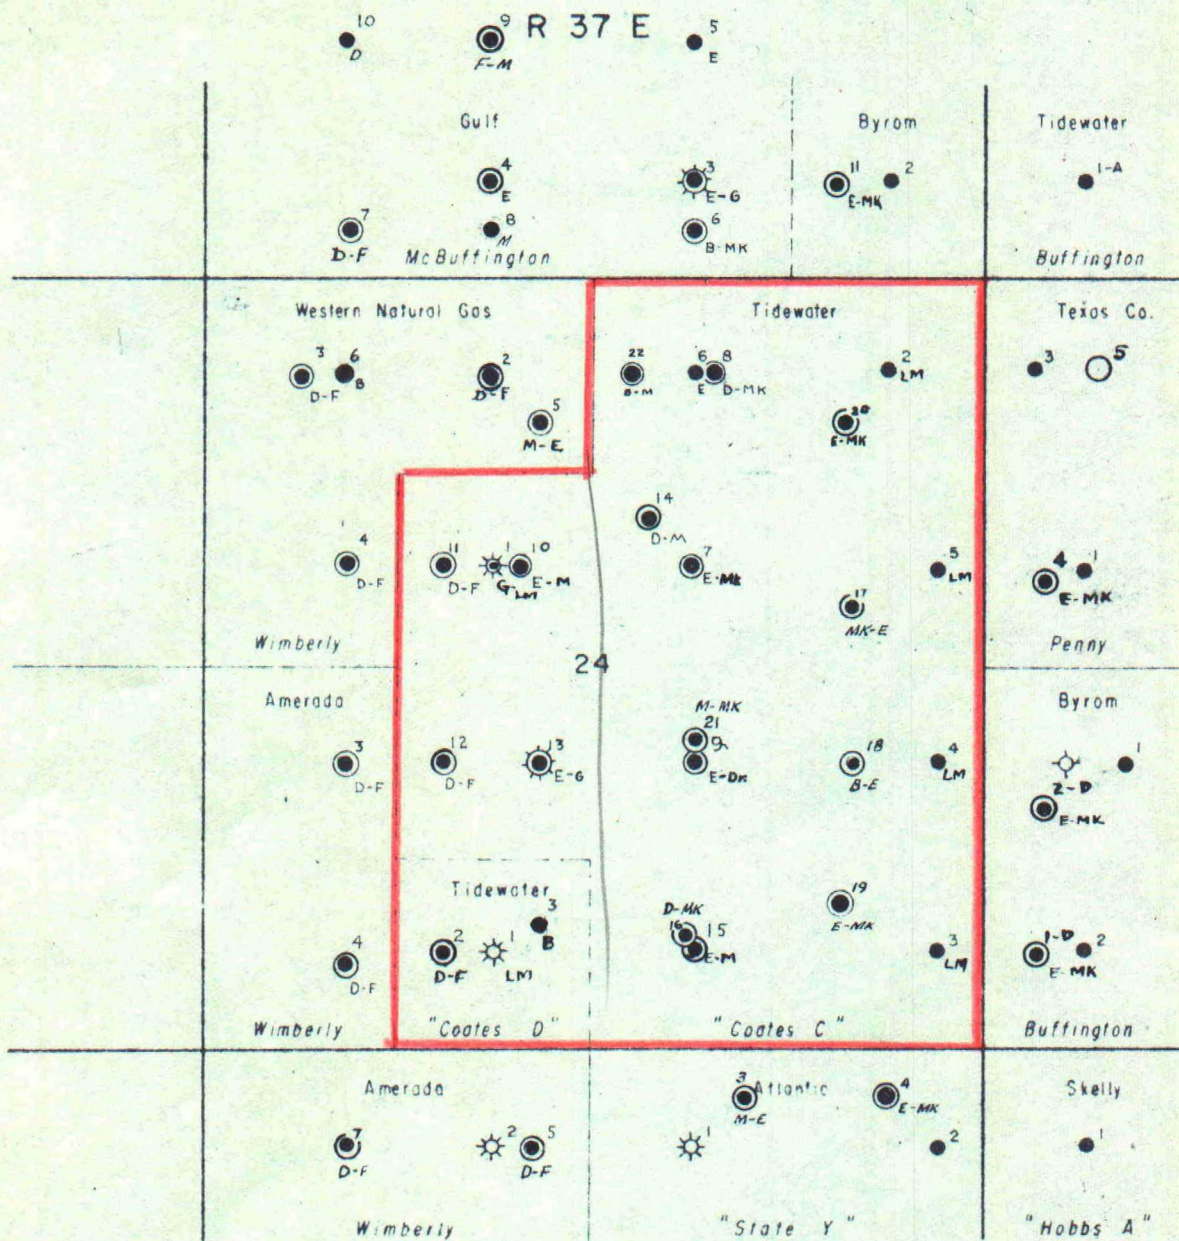 R 37 E
10 9 5
D F-M E
Gulf Byrom Tidewater
4 3 11 2 1-A
E E-G E-MK
7 8 6
D-F M B-MK
McBuffington Buffington
Western Natural Gas Tidewater Texas Co.
3 6 2 22 6 8 2 3 5
D-F B D-F B-M E D-MK LM
5 20
M-E E-MK
14
D-M
4 11 1 10 7 5 4 1
D-F D-F G-LM E-M E-MK LM E-MK
17
MK-E
Wimberly Penny
24
Amerada Byrom
M-MK
21
3 12 13 9 18 4 1
D-F D-F E-G E-DK B-E LM
2-D
E-MK
Tidewater
3 19
B E-MK
D-MK
16
4 2 1 15 3 1-D 2
D-F D-F LM E-M LM E-MK
Wimberly "Coates D" "Coates C" Buffington
Amerada Atlantic Skelly
3 4
M-E E-MK
7 2 5 1 2 1
D-F D-F
Wimberly "State Y" "Hobbs A"